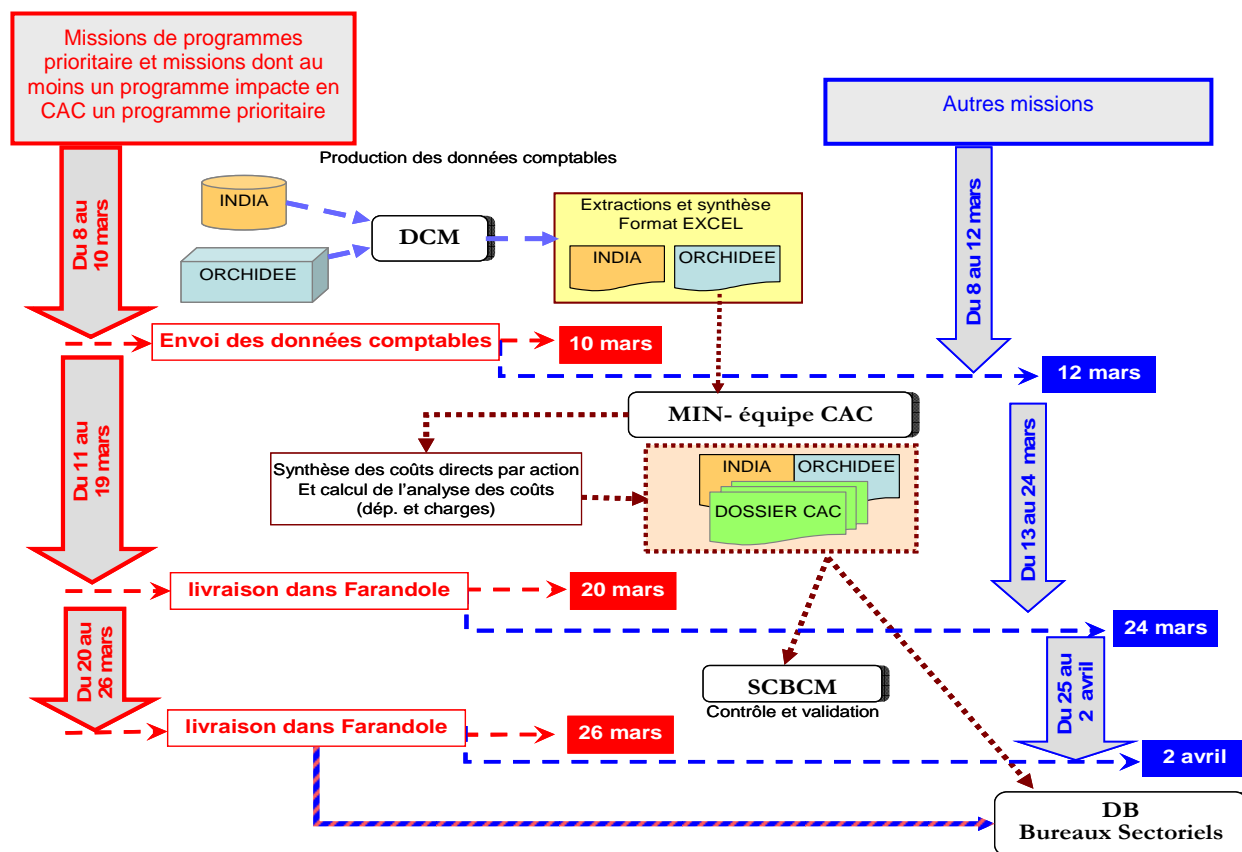 Missions de programmes
prioritaire et missions dont au
moins un programme impacte en
CAC un programme prioritaire
Autres missions
Production des données comptables
INDIA
ORCHIDEE
DCM
Extractions et synthèse
Format EXCEL
INDIA
ORCHIDEE
Du 8 au
10 mars
Du 8 au 12 mars
Envoi des données comptables
10 mars
12 mars
MIN- équipe CAC
Du 11 au
19 mars
Synthèse des coûts directs par action
Et calcul de l'analyse des coûts
(dép. et charges)
INDIA
ORCHIDEE
DOSSIER CAC
Du 13 au 24 mars
livraison dans Farandole
20 mars
24 mars
Du 20 au
26 mars
SCBCM
Contrôle et validation
Du 25 au
2 avril
livraison dans Farandole
26 mars
2 avril
DB
Bureaux Sectoriels